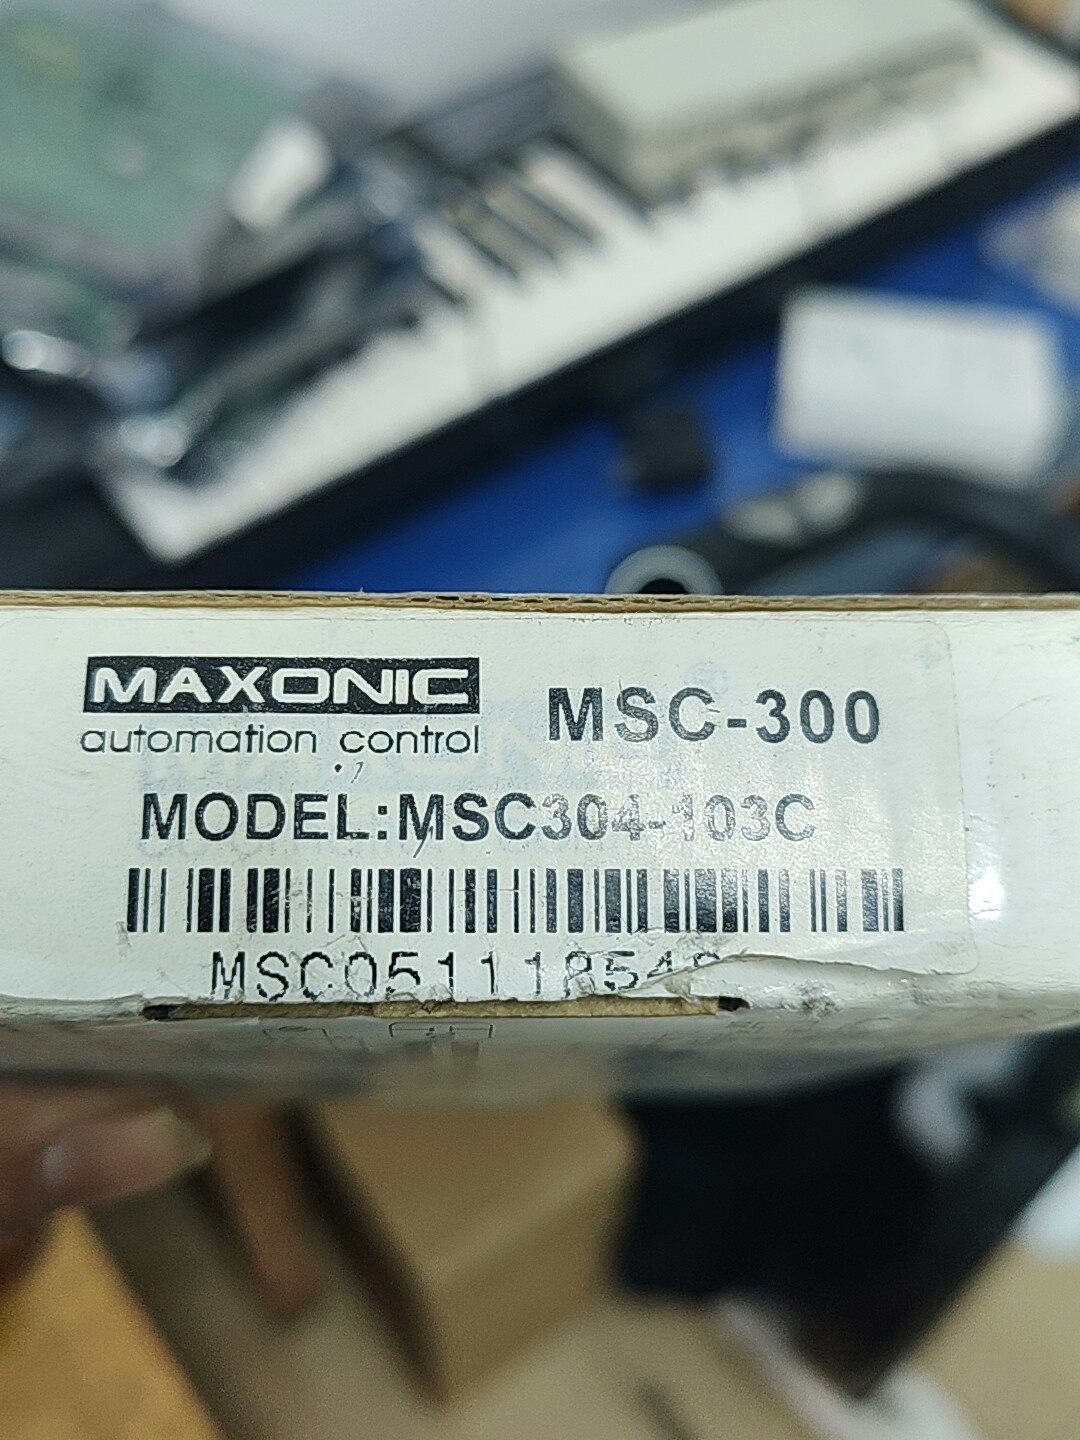 MAXONIC
automation control
MSC-300
MODEL:MSC304-103C